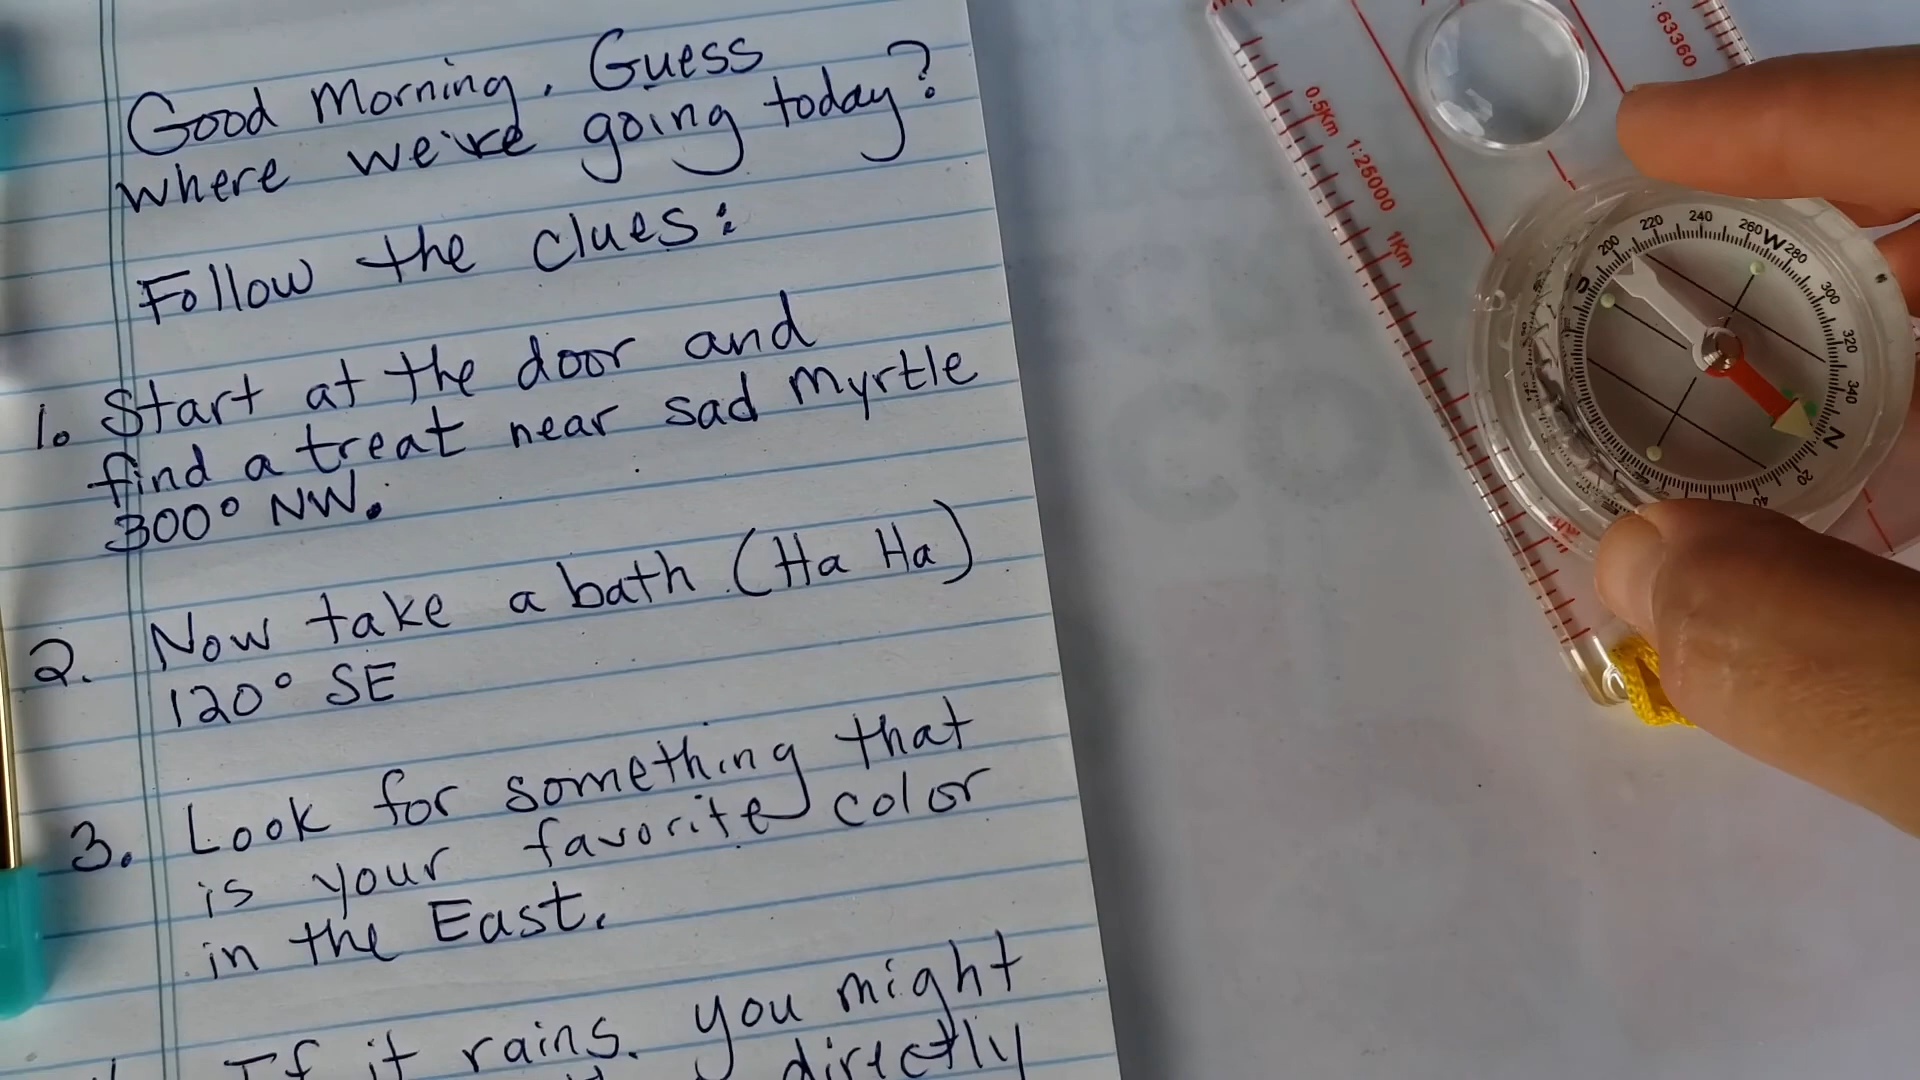 Good Morning. Guess
where we're going today?
Follow the clues:
1. Start at the door and
find a treat near sad Myrtle
300° NW.
2. Now take a bath (Ha Ha)
120° SE
3. Look for something that
is your favorite color
in the East.
If it rains. you might
directly
: 63360
0.5Km 1:25000 1Km
200 220 240 260 W 280 300 320 340 N 20 40